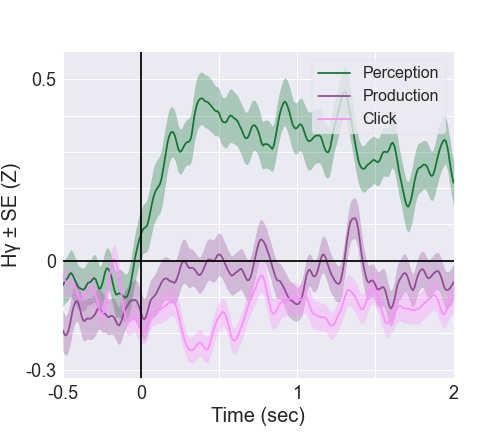 Hγ ± SE (Z)
0.5
0
-0.3
Perception
Production
Click
-0.5
0
1
2
Time (sec)